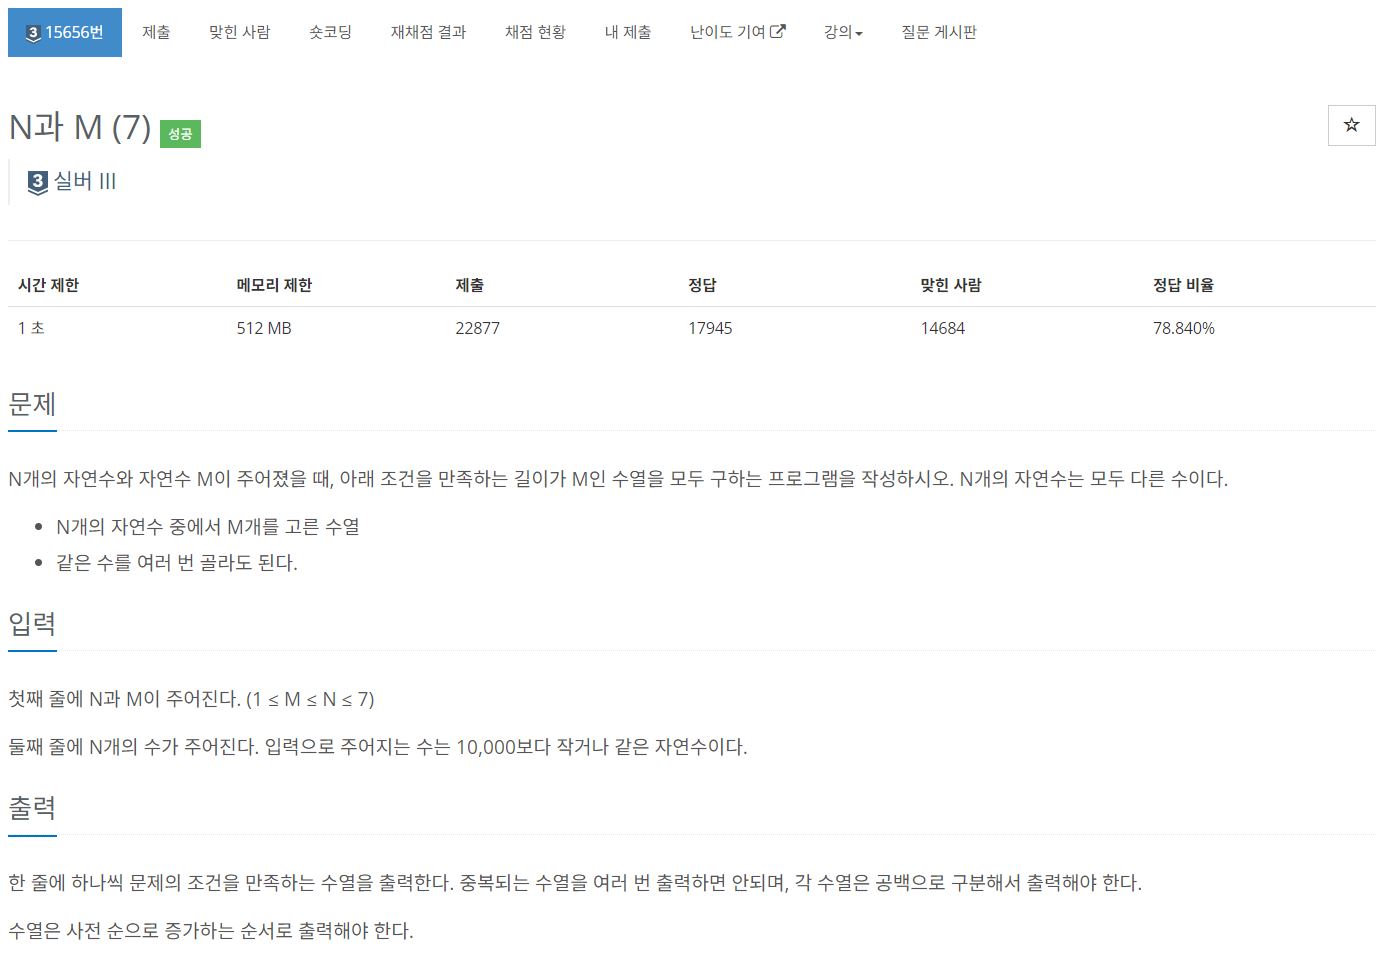 3 15656번 제출 맞힌 사람 숏코딩 재채점 결과 채점 현황 내 제출 난이도 기여 강의 질문 게시판
N과 M (7) 성공
3 실버 III
시간 제한 메모리 제한 제출 정답 맞힌 사람 정답 비율
1 초 512 MB 22877 17945 14684 78.840%
문제
N개의 자연수와 자연수 M이 주어졌을 때, 아래 조건을 만족하는 길이가 M인 수열을 모두 구하는 프로그램을 작성하시오. N개의 자연수는 모두 다른 수이다.
• N개의 자연수 중에서 M개를 고른 수열
• 같은 수를 여러 번 골라도 된다.
입력
첫째 줄에 N과 M이 주어진다. (1 ≤ M ≤ N ≤ 7)
둘째 줄에 N개의 수가 주어진다. 입력으로 주어지는 수는 10,000보다 작거나 같은 자연수이다.
출력
한 줄에 하나씩 문제의 조건을 만족하는 수열을 출력한다. 중복되는 수열을 여러 번 출력하면 안되며, 각 수열은 공백으로 구분해서 출력해야 한다.
수열은 사전 순으로 증가하는 순서로 출력해야 한다.